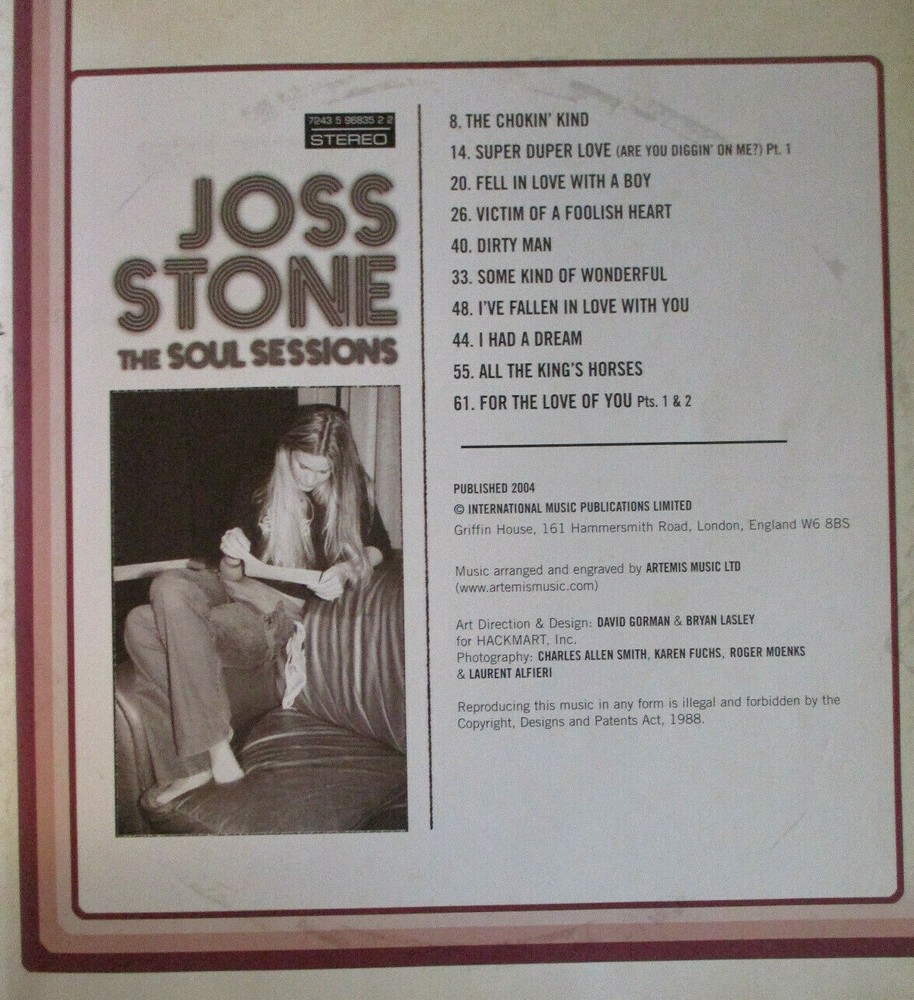 7243 5 96835 2 2
STEREO
JOSS
STONE
THE SOUL SESSIONS
8. THE CHOKIN' KIND
14. SUPER DUPER LOVE (ARE YOU DIGGIN' ON ME?) Pt. 1
20. FELL IN LOVE WITH A BOY
26. VICTIM OF A FOOLISH HEART
40. DIRTY MAN
33. SOME KIND OF WONDERFUL
48. I'VE FALLEN IN LOVE WITH YOU
44. I HAD A DREAM
55. ALL THE KING'S HORSES
61. FOR THE LOVE OF YOU Pts. 1 & 2
PUBLISHED 2004
© INTERNATIONAL MUSIC PUBLICATIONS LIMITED
Griffin House, 161 Hammersmith Road, London, England W6 8BS
Music arranged and engraved by ARTEMIS MUSIC LTD
(www.artemismusic.com)
Art Direction & Design: DAVID GORMAN & BRYAN LASLEY
for HACKMART, Inc.
Photography: CHARLES ALLEN SMITH, KAREN FUCHS, ROGER MOENKS
& LAURENT ALFIERI
Reproducing this music in any form is illegal and forbidden by the
Copyright, Designs and Patents Act, 1988.